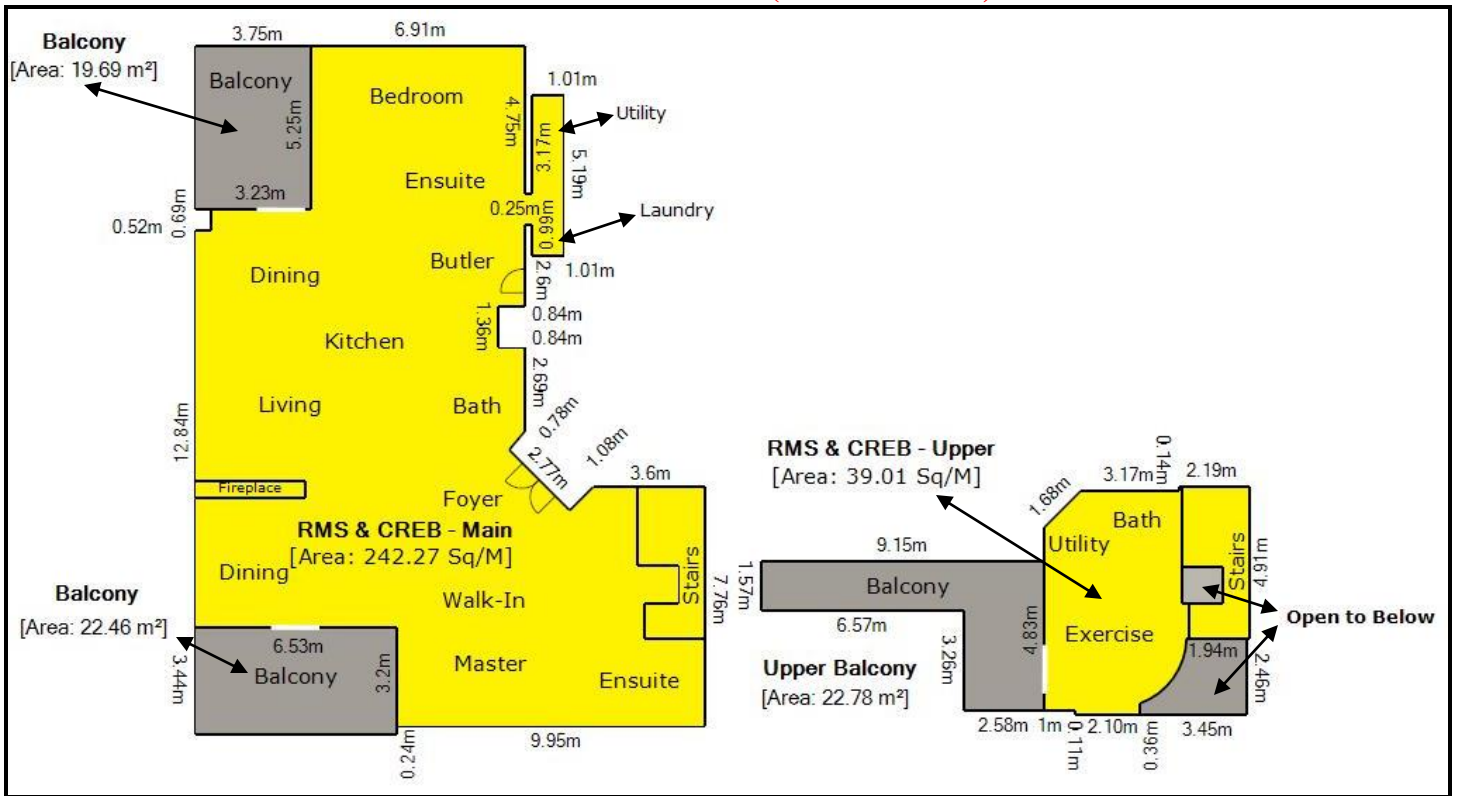 3.75m
6.91m
Balcony
[Area: 19.69 m²]
Balcony
Bedroom
5.25m
4.75m
1.01m
Utility
3.17m
5.19m
Ensuite
3.23m
0.69m
0.52m
0.25m
0.99m
Laundry
Butler
2.6m
1.01m
Dining
1.36m
0.84m
0.84m
Kitchen
2.69m
Living
Bath
12.84m
0.78m
2.77m
1.08m
3.6m
Fireplace
Foyer
RMS & CREB - Main
[Area: 242.27 Sq/M]
Dining
Stairs
7.76m
Walk-In
Balcony
[Area: 22.46 m²]
6.53m
3.44m
Balcony
3.2m
Master
Ensuite
0.24m
9.95m
RMS & CREB - Upper
[Area: 39.01 Sq/M]
1.68m
3.17m
0.14m
2.19m
Bath
Utility
9.15m
1.57m
Balcony
Stairs
4.91m
6.57m
4.83m
Exercise
Open to Below
3.26m
1.94m
2.46m
Upper Balcony
[Area: 22.78 m²]
2.58m
1m
0.11m
2.10m
0.36m
3.45m